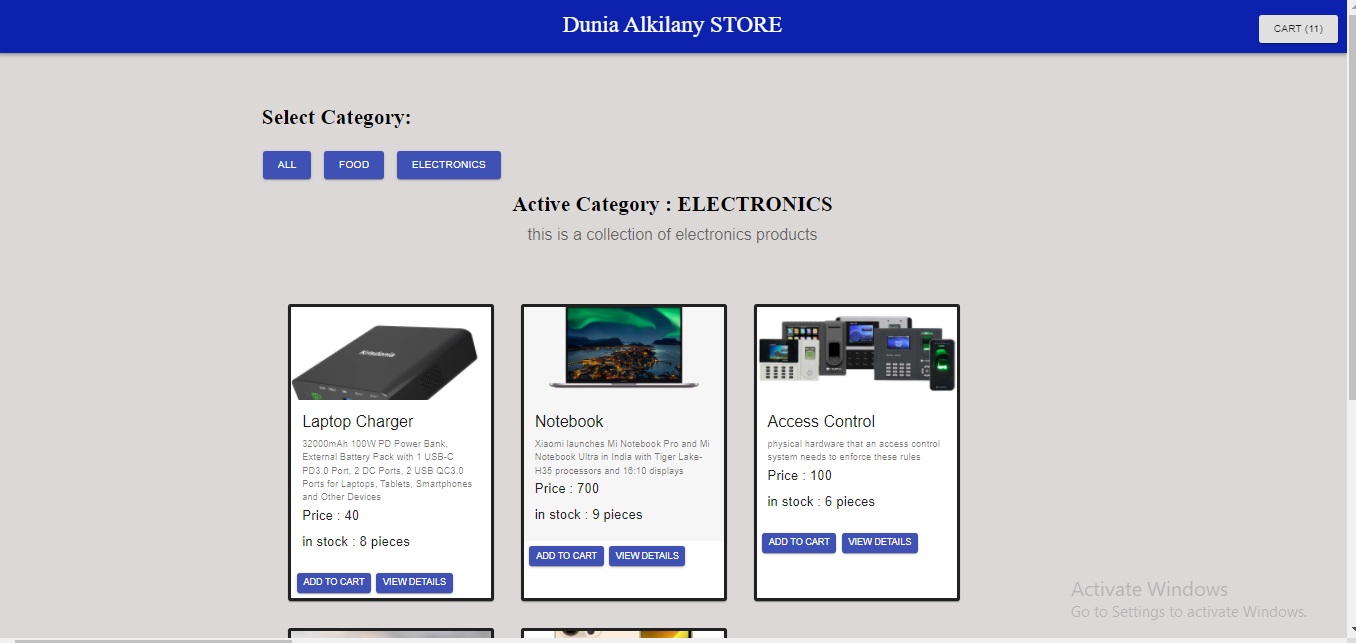 Dunia Alkilany STORE
CART (11)
Select Category:
ALL
FOOD
ELECTRONICS
Active Category : ELECTRONICS
this is a collection of electronics products
Laptop Charger
32000mAh 100W PD Power Bank,
External Battery Pack with 1 USB-C
PD3.0 Port, 2 DC Ports, 2 USB QC3.0
Ports for Laptops, Tablets, Smartphones
and Other Devices
Price : 40
in stock : 8 pieces
ADD TO CART
VIEW DETAILS
Notebook
Xiaomi launches Mi Notebook Pro and Mi
Notebook Ultra in India with Tiger Lake-
H35 processors and 16:10 displays
Price : 700
in stock : 9 pieces
ADD TO CART
VIEW DETAILS
Access Control
physical hardware that an access control
system needs to enforce these rules
Price : 100
in stock : 6 pieces
ADD TO CART
VIEW DETAILS
Activate Windows
Go to Settings to activate Windows.